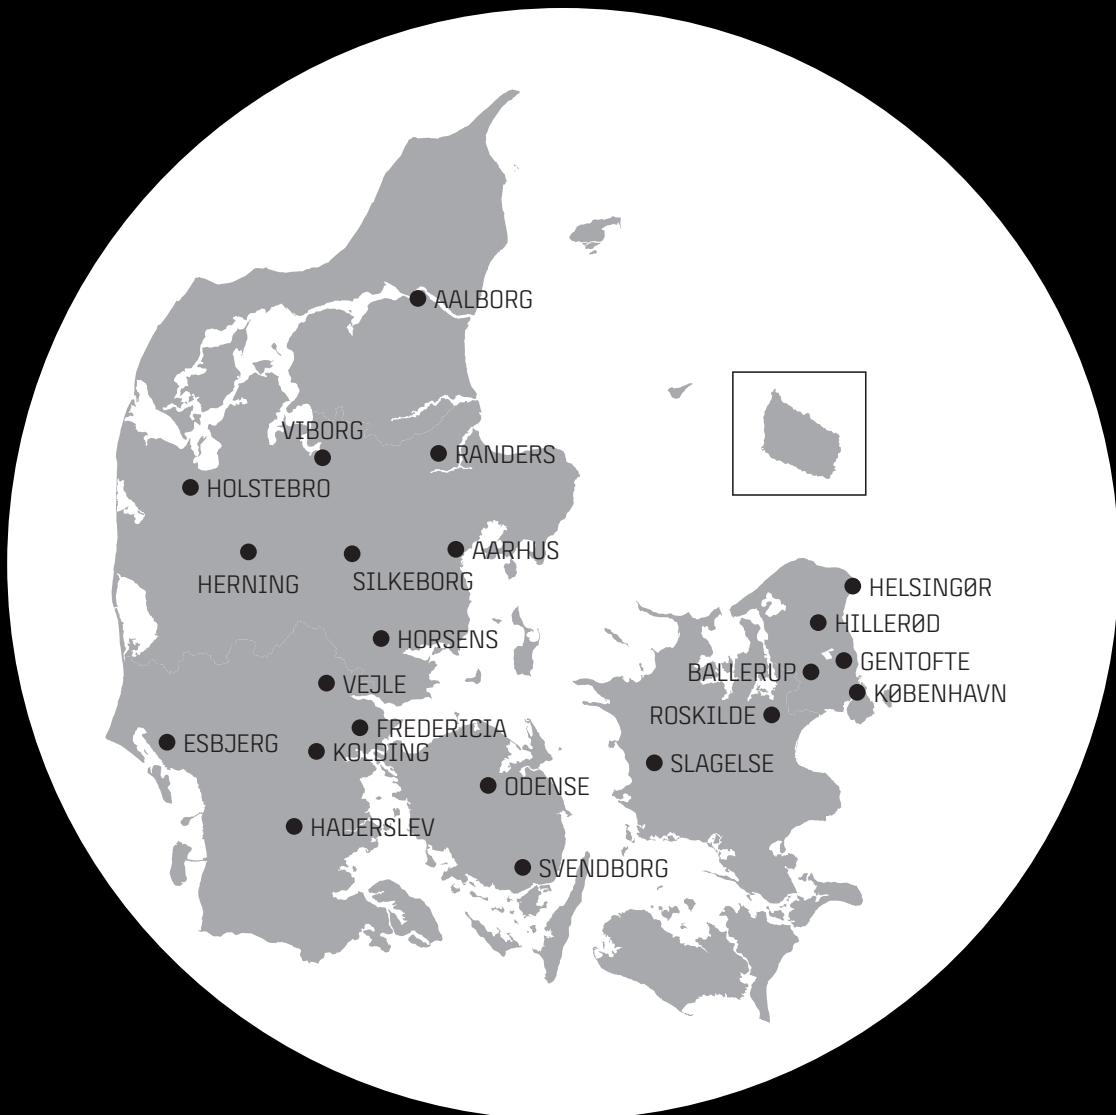 AALBORG
VIBORG
RANDERS
HOLSTEBRO
AARHUS
HERNING
SILKEBORG
HELSINGØR
HILLERØD
HORSENS
GENTOFTE
BALLERUP
VEJLE
KØBENHAVN
ROSKILDE
FREDERICIA
ESBJERG
KOLDING
SLAGELSE
ODENSE
HADERSLEV
SVENDBORG